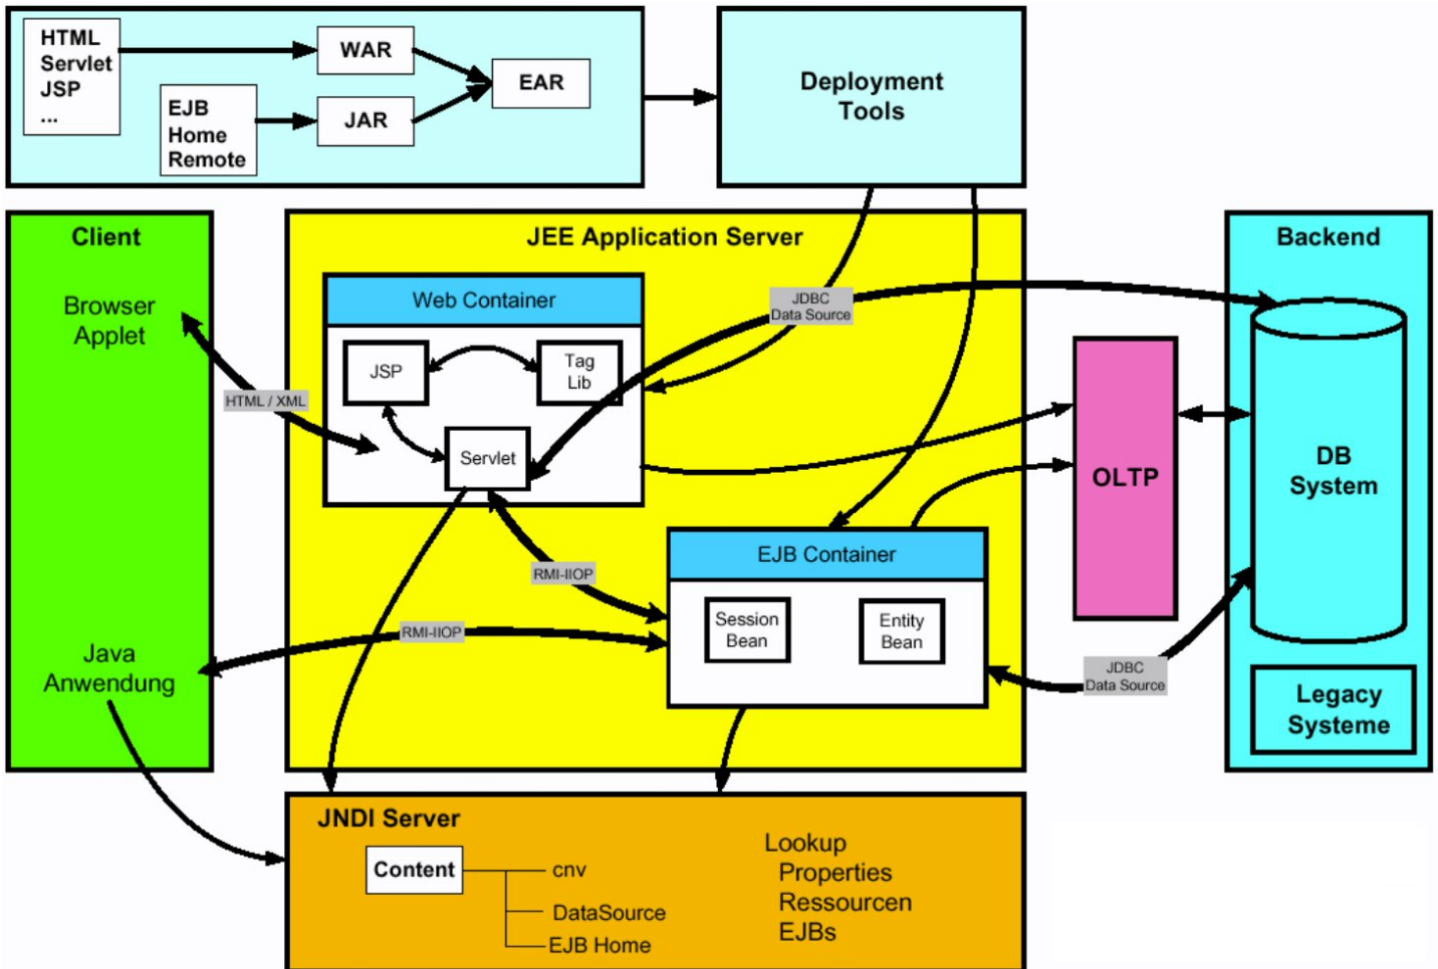 HTML
Servlet
JSP
...
EJB
Home
Remote
WAR
JAR
EAR
Deployment
Tools
Client
Browser
Applet
HTML / XML
Java
Anwendung
JEE Application Server
Web Container
JSP
Tag
Lib
Servlet
JDBC
Data Source
RMI-IIOP
RMI-IIOP
EJB Container
Session
Bean
Entity
Bean
OLTP
JDBC
Data Source
Backend
DB
System
Legacy
Systeme
JNDI Server
Content
cnv
DataSource
EJB Home
Lookup
Properties
Ressourcen
EJBs